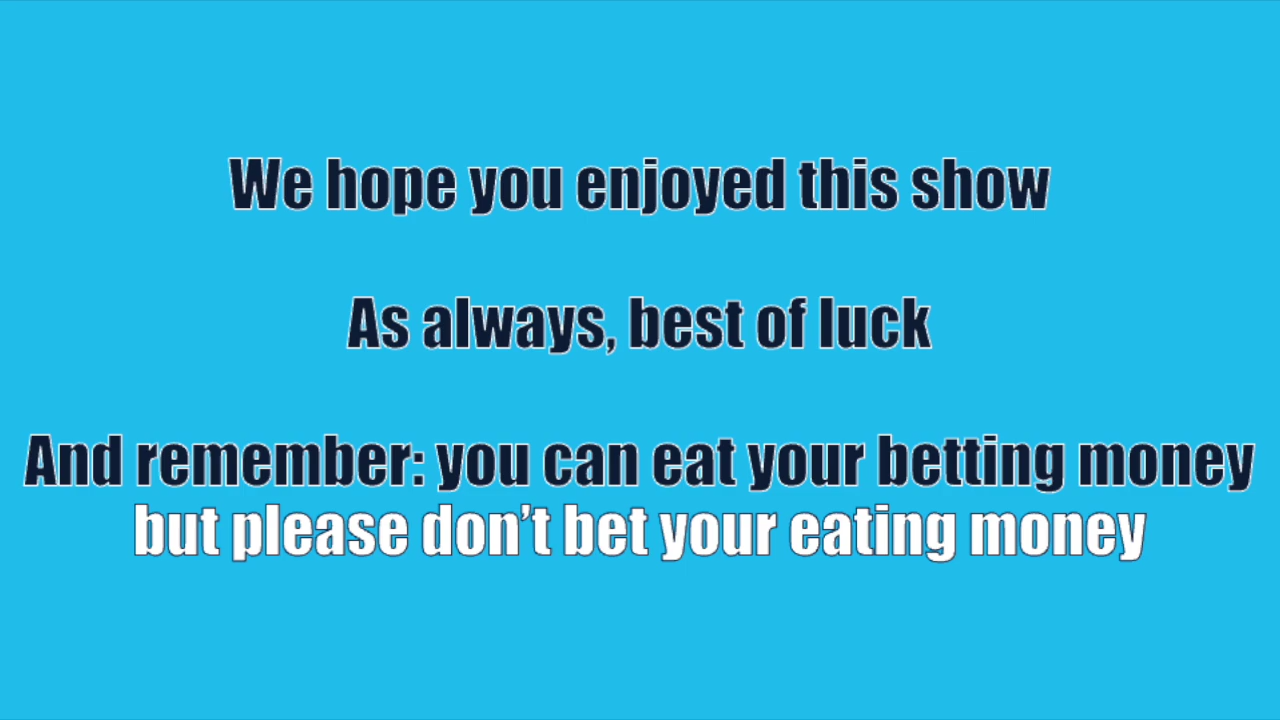 We hope you enjoyed this show
As always, best of luck
And remember: you can eat your betting money
but please don’t bet your eating money